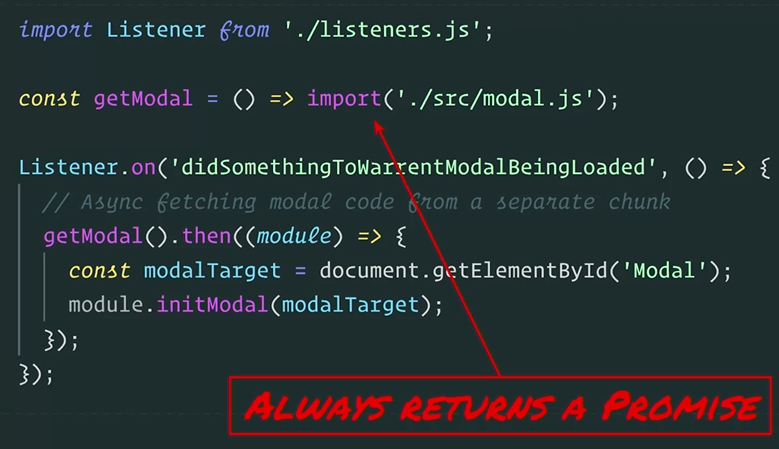 import Listener from './listeners.js';
const getModal = () => import('./src/modal.js');
Listener.on('didSomethingToWarrentModalBeingLoaded', () => {
// Async fetching modal code from a separate chunk
getModal().then((module) => {
const modalTarget = document.getElementById('Modal');
module.initModal(modalTarget);
});
});
Always returns a Promise